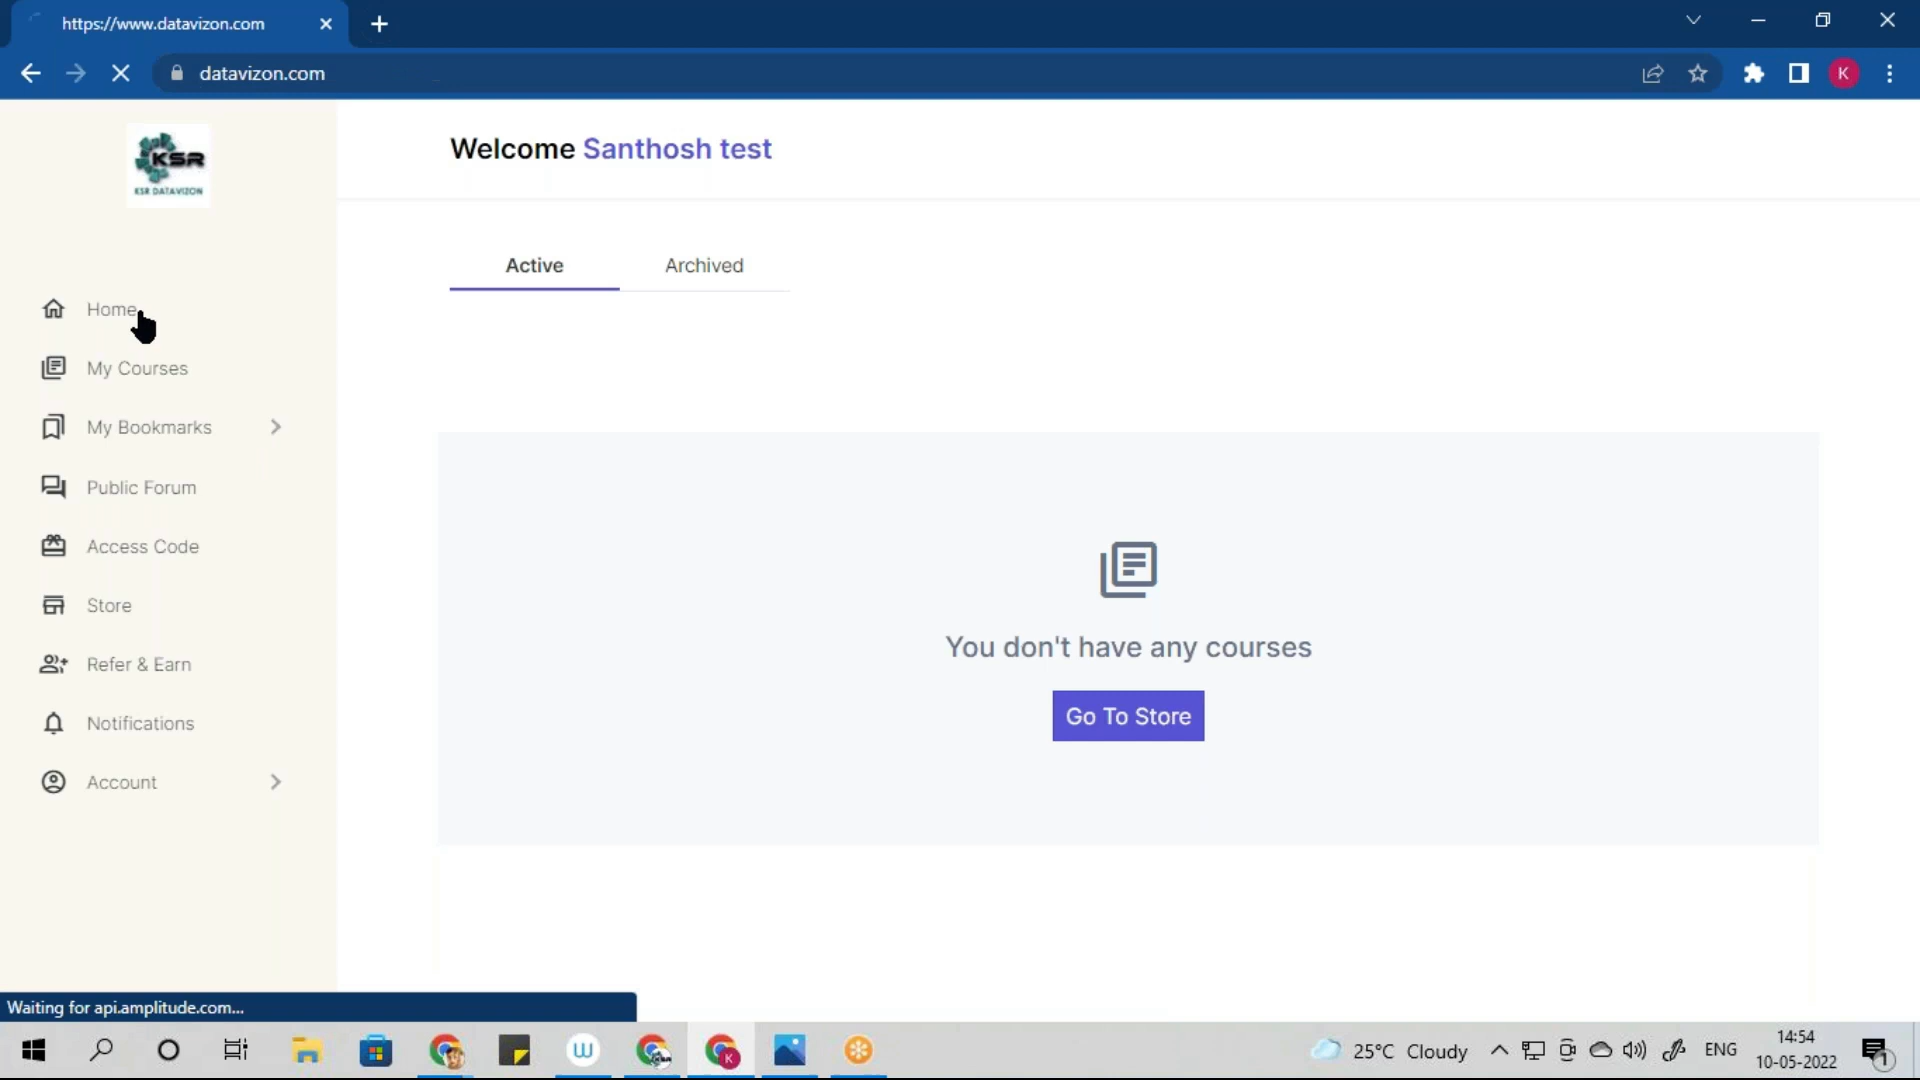 https://www.datavizon.com
datavizon.com
K
KSR
KSR DATAVIZON
Welcome Santhosh test
Active
Archived
Home
My Courses
My Bookmarks
Public Forum
Access Code
Store
Refer & Earn
Notifications
Account
You don't have any courses
Go To Store
Waiting for api.amplitude.com...
W
K
25°C Cloudy
ENG
14:54
10-05-2022
1